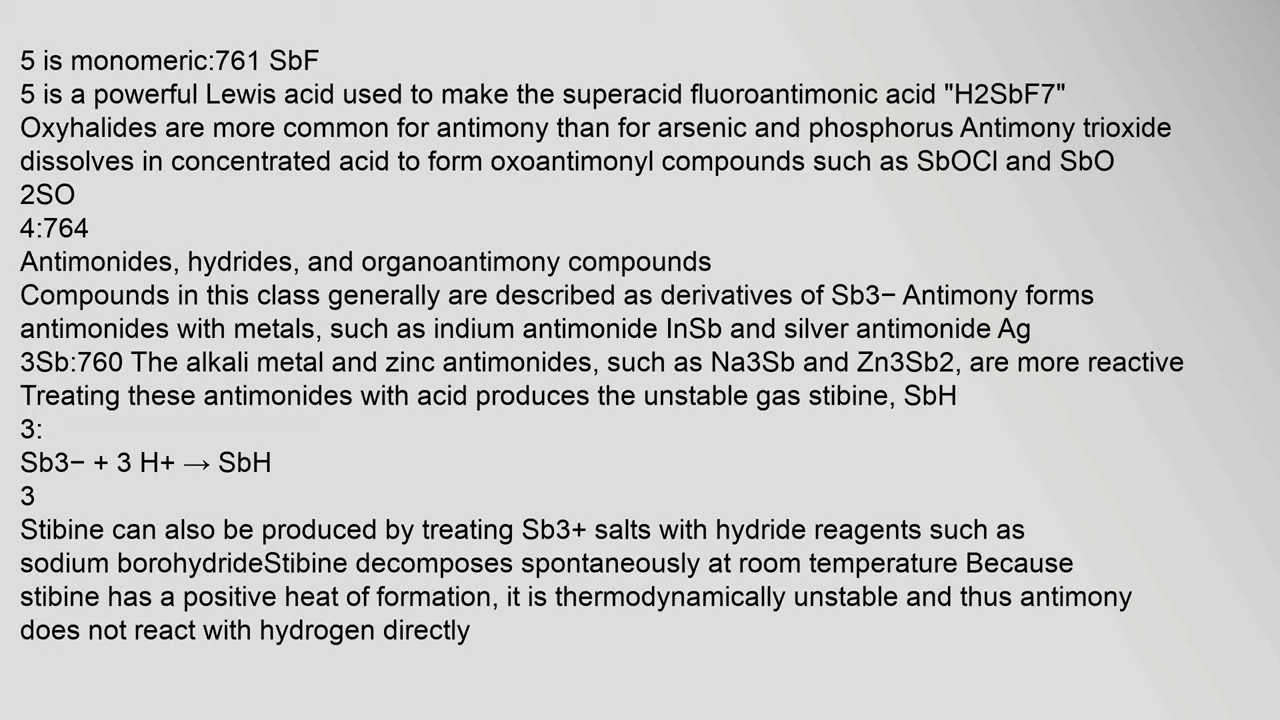 5 is monomeric:761 SbF
5 is a powerful Lewis acid used to make the superacid fluoroantimonic acid "H2SbF7"
Oxyhalides are more common for antimony than for arsenic and phosphorus Antimony trioxide
dissolves in concentrated acid to form oxoantimonyl compounds such as SbOCl and SbO
2SO
4:764
Antimonides, hydrides, and organoantimony compounds
Compounds in this class generally are described as derivatives of Sb3− Antimony forms
antimonides with metals, such as indium antimonide InSb and silver antimonide Ag
3Sb:760 The alkali metal and zinc antimonides, such as Na3Sb and Zn3Sb2, are more reactive
Treating these antimonides with acid produces the unstable gas stibine, SbH
3:
Sb3− + 3 H+ → SbH
3
Stibine can also be produced by treating Sb3+ salts with hydride reagents such as
sodium borohydrideStibine decomposes spontaneously at room temperature Because
stibine has a positive heat of formation, it is thermodynamically unstable and thus antimony
does not react with hydrogen directly